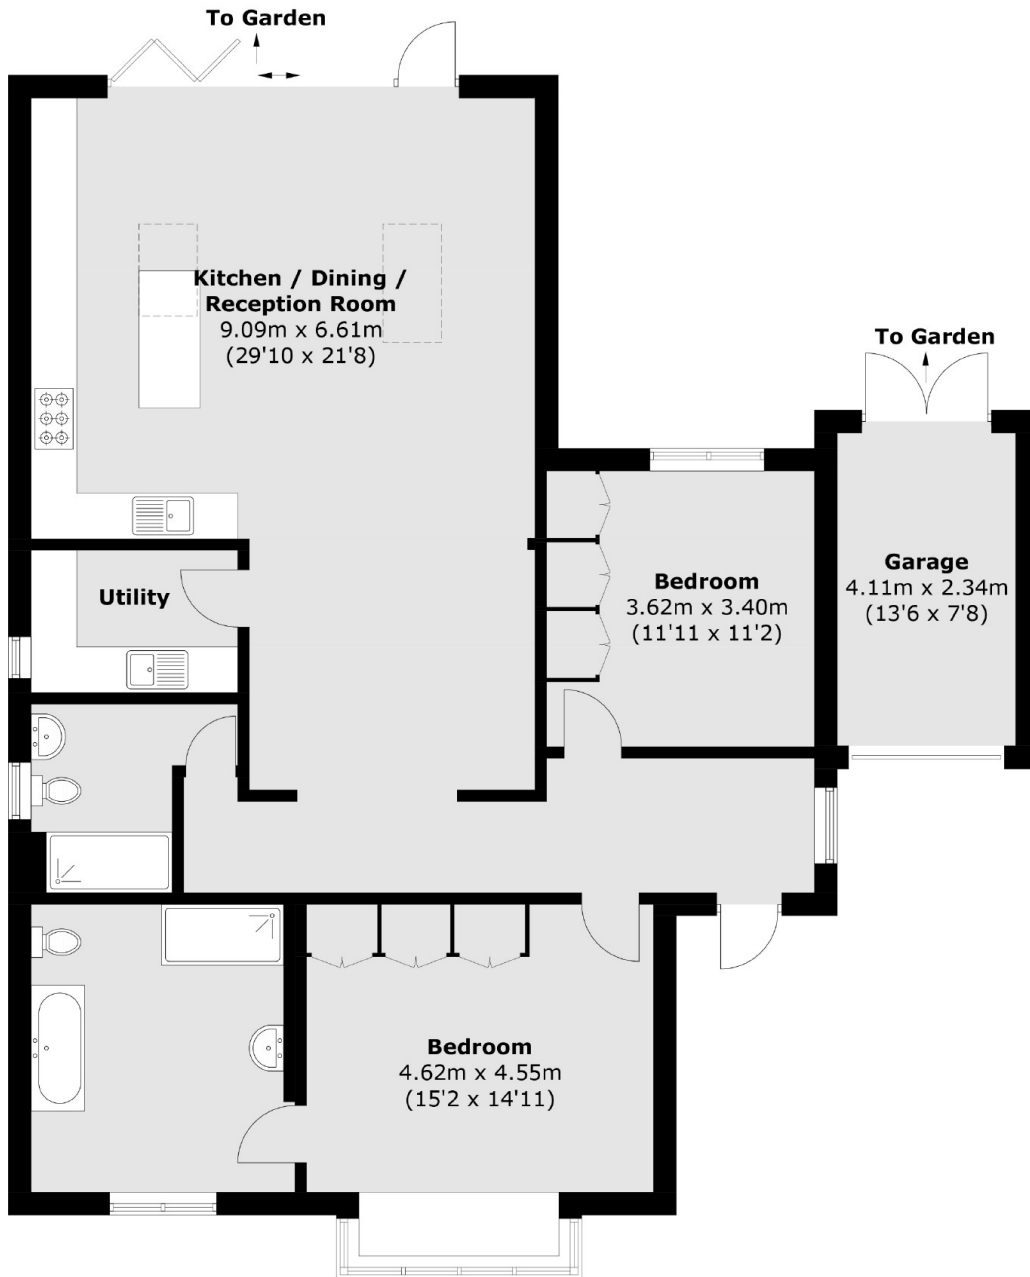 To Garden
Kitchen / Dining /
Reception Room
9.09m x 6.61m
(29'10 x 21'8)
To Garden
Bedroom
3.62m x 3.40m
(11'11 x 11'2)
Garage
4.11m x 2.34m
(13'6 x 7'8)
Utility
Bedroom
4.62m x 4.55m
(15'2 x 14'11)